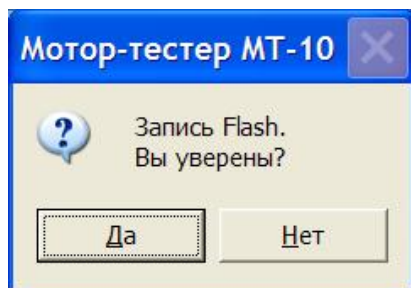 Мотор-тестер МТ-10
?
Запись Flash.
Вы уверены?
Да
Нет